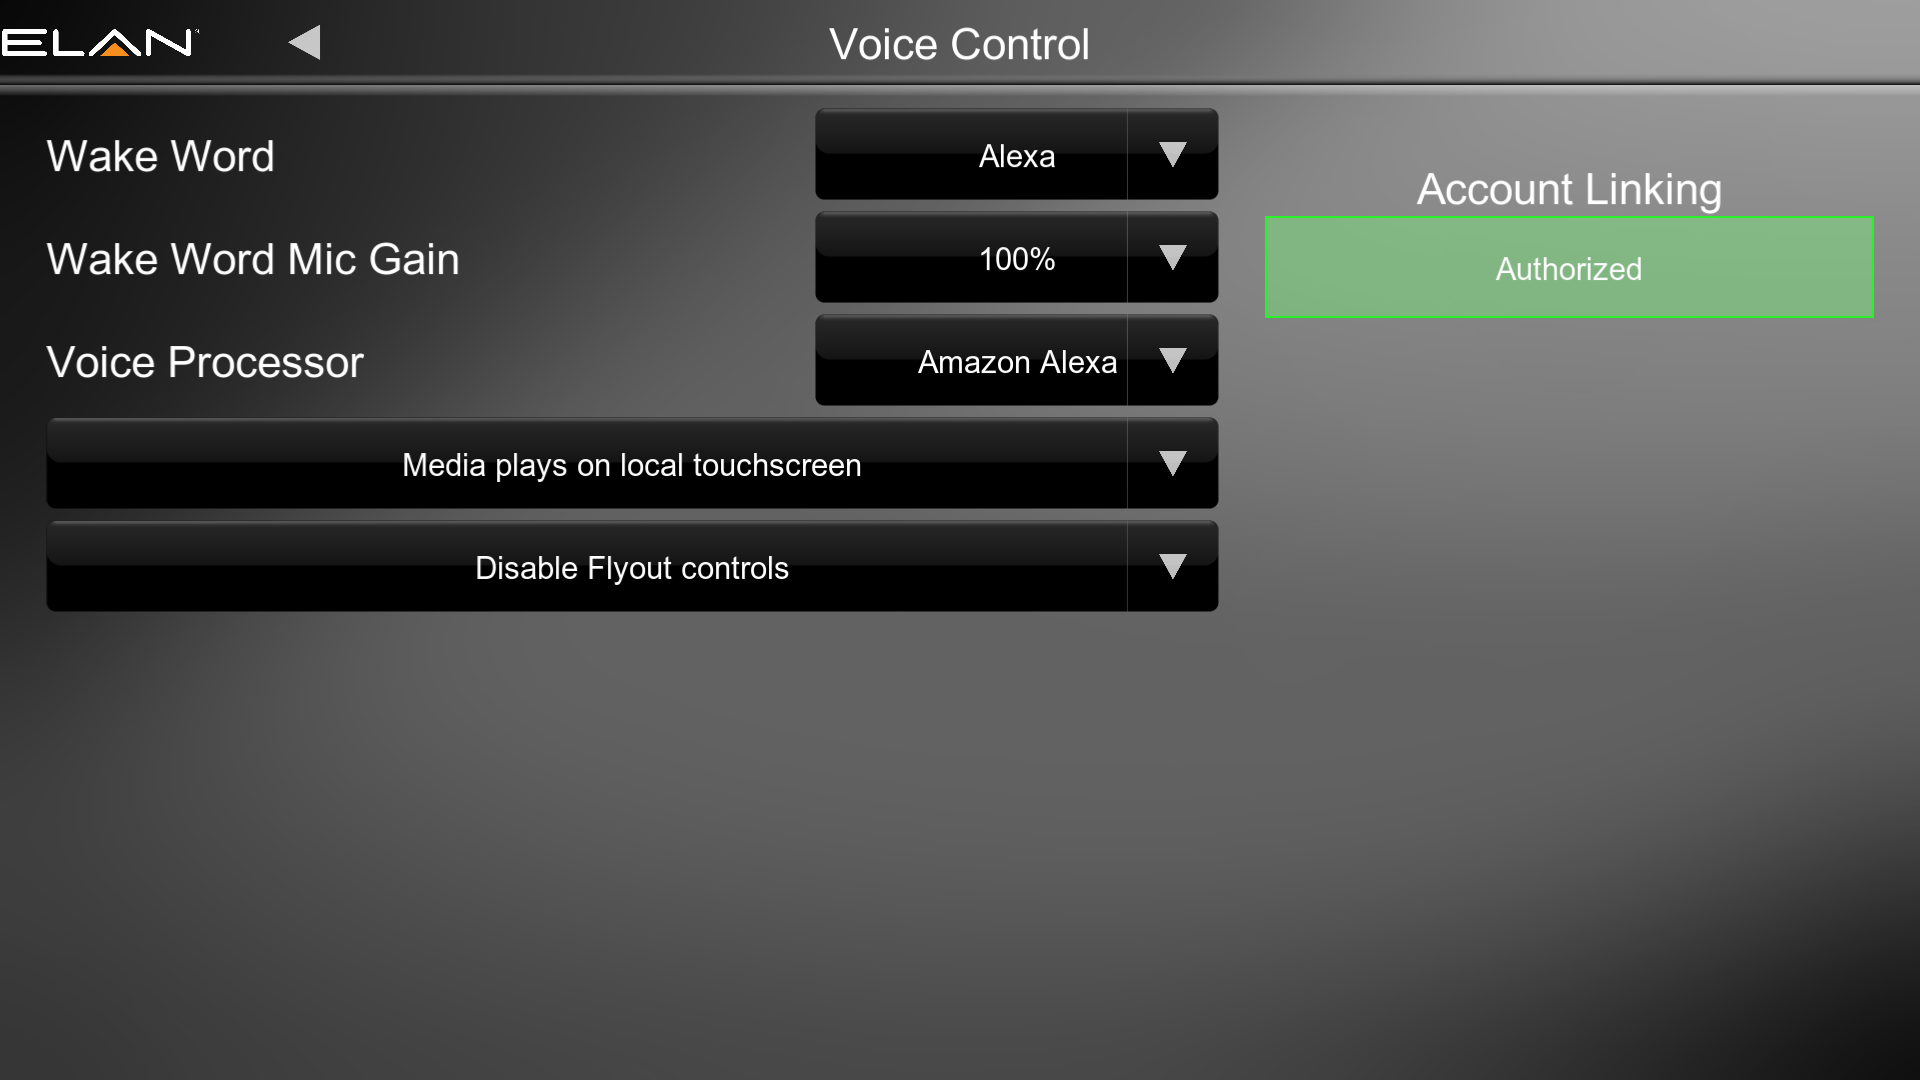 ELAN
Voice Control
Wake Word
Alexa
Wake Word Mic Gain
100%
Voice Processor
Amazon Alexa
Media plays on local touchscreen
Disable Flyout controls
Account Linking
Authorized